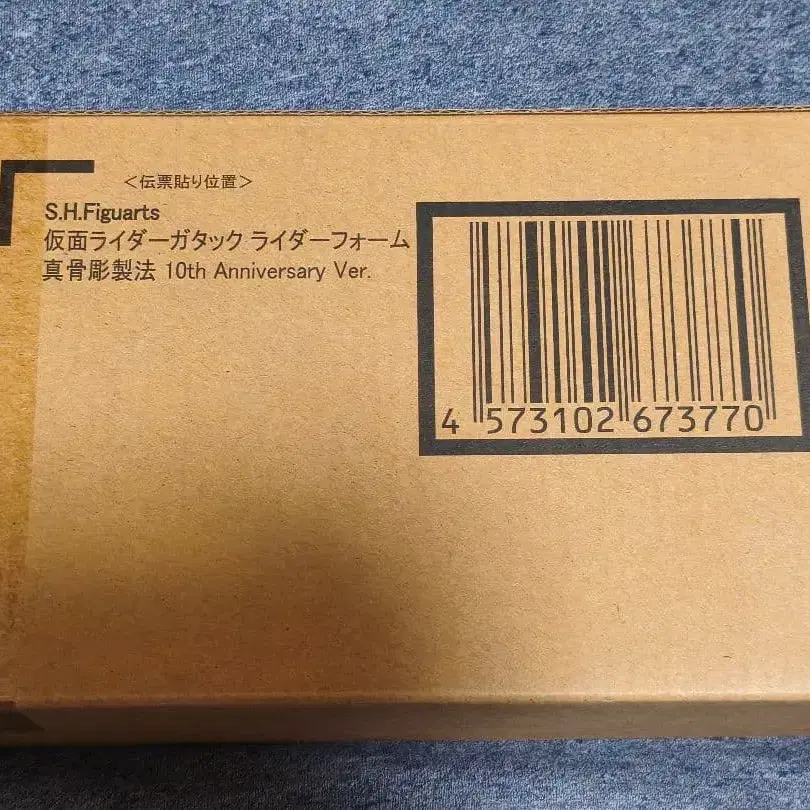 ＜伝票貼り位置＞
S.H.Figuarts
仮面ライダーガタック ライダーフォーム
真骨彫製法 10th Anniversary Ver.
4 573102 673770